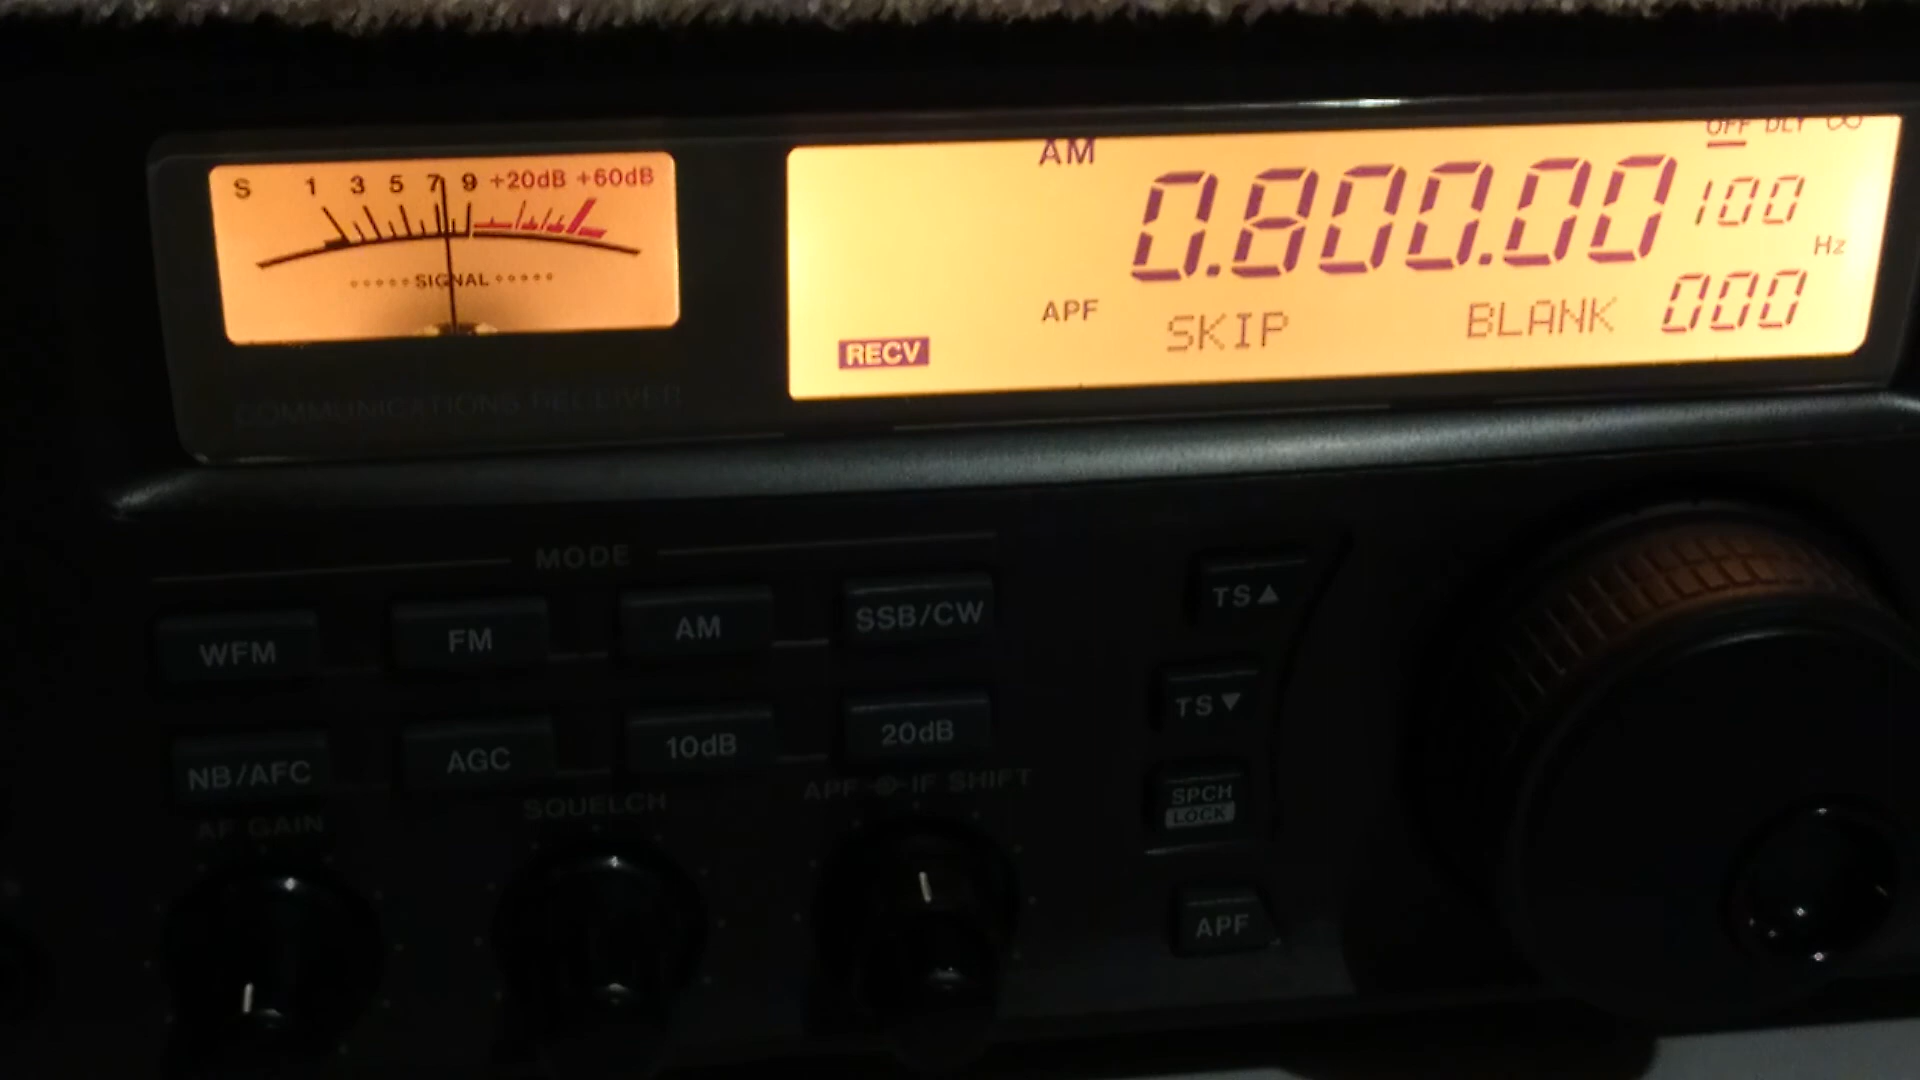 S 1 3 5 7 9 +20dB +60dB
SIGNAL
COMMUNICATIONS RECEIVER
OFF DLY ∞
AM 0.800.00 100
Hz
APF SKIP BLANK 000
RECV
MODE
WFM FM AM SSB/CW
NB/AFC AGC 10dB 20dB
AF GAIN SQUELCH APF IF SHIFT
TS▲
TS▼
SPCH
LOCK
APF